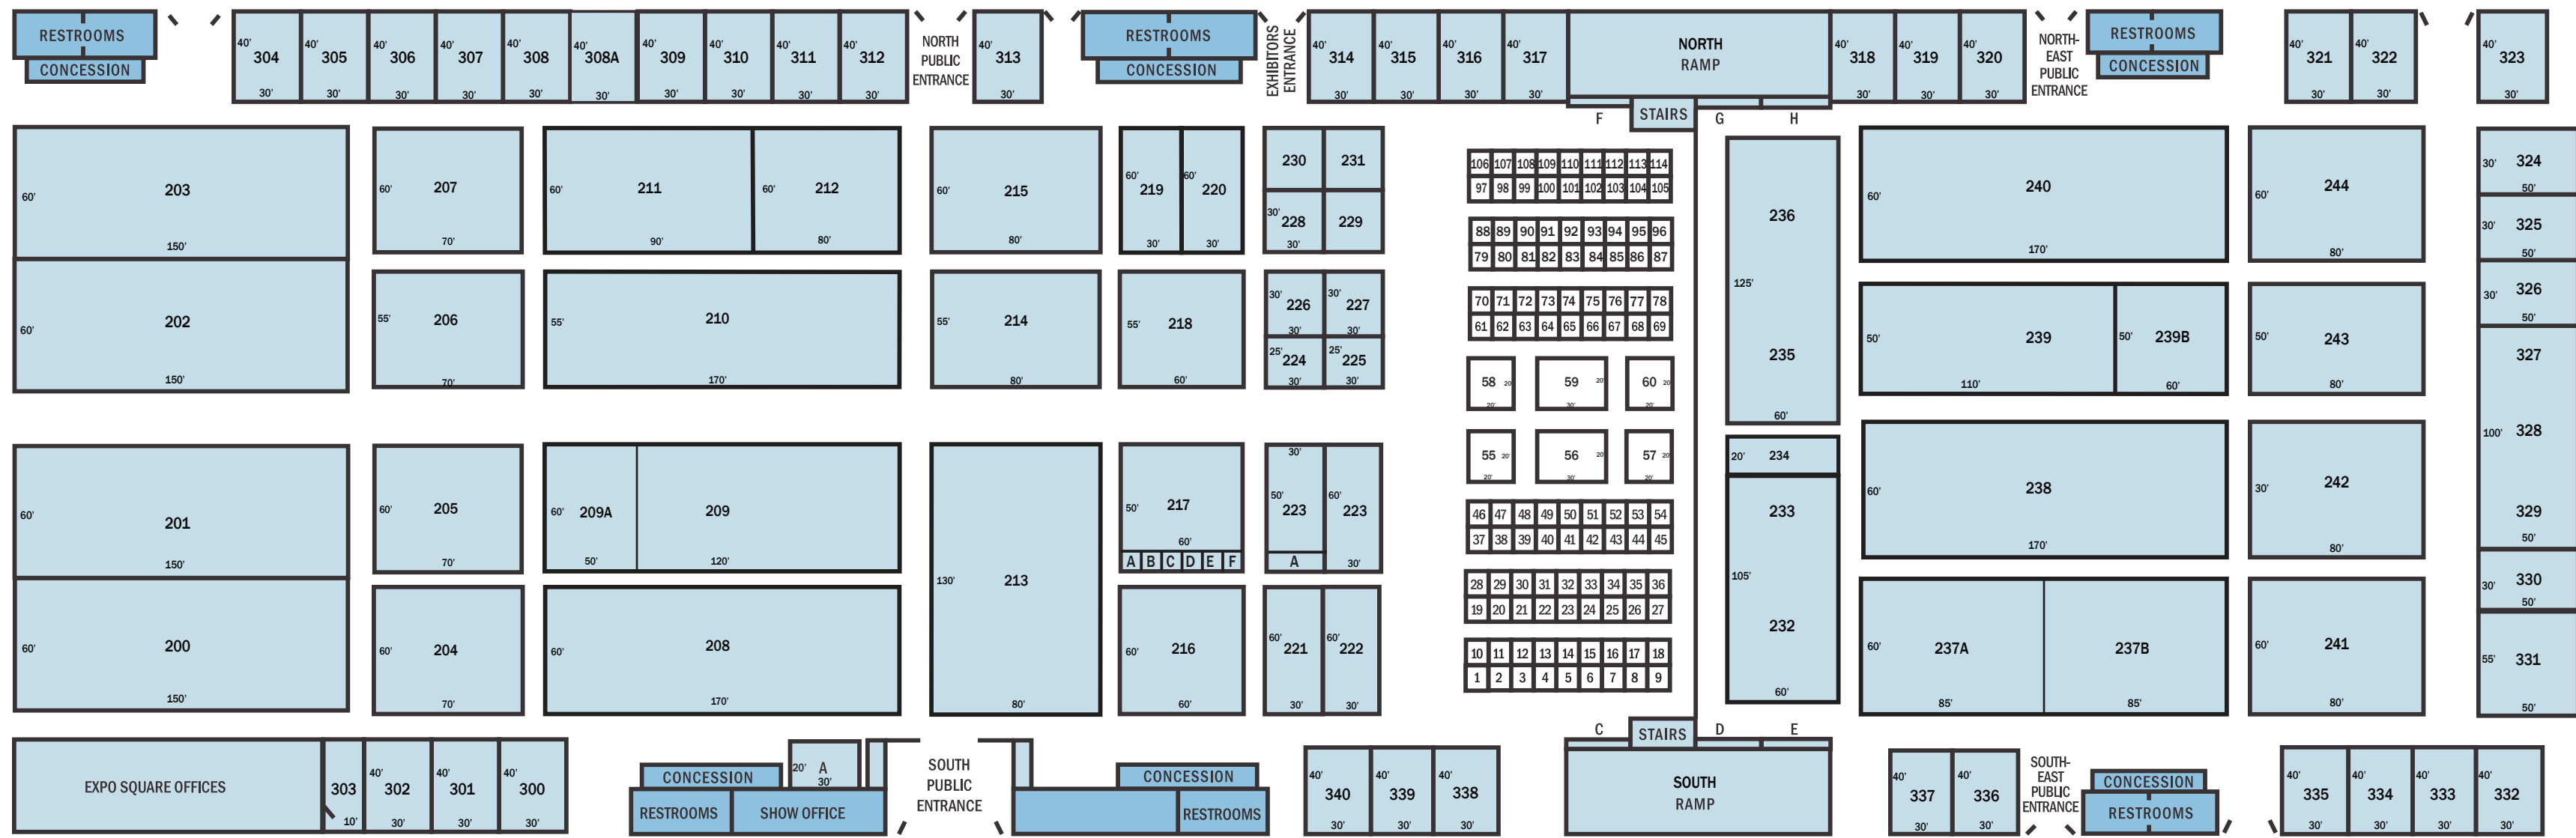 RESTROOMS
CONCESSION
40' 304 30'
40' 305 30'
40' 306 30'
40' 307 30'
40' 308 30'
40' 308A 30'
40' 309 30'
40' 310 30'
40' 311 30'
40' 312 30'
NORTH
PUBLIC
ENTRANCE
40' 313 30'
RESTROOMS
CONCESSION
EXHIBITORS
ENTRANCE
40' 314 30'
40' 315 30'
40' 316 30'
40' 317 30'
NORTH
RAMP
40' 318 30'
40' 319 30'
40' 320 30'
NORTH-
EAST
PUBLIC
ENTRANCE
RESTROOMS
CONCESSION
40' 321 30'
40' 322 30'
40' 323 30'
F STAIRS G H
60' 203 150'
60' 207 70'
60' 211 90'
60' 212 80'
60' 215 80'
60' 219 30'
60' 220 30'
230 231
30' 228 30'
229
106 107 108 109 110 111 112 113 114
97 98 99 100 101 102 103 104 105
88 89 90 91 92 93 94 95 96
79 80 81 82 83 84 85 86 87
70 71 72 73 74 75 76 77 78
61 62 63 64 65 66 67 68 69
236
125'
235
60'
60' 240 170'
60' 244 80'
30' 324 50'
30' 325 50'
30' 326 50'
60' 202 150'
55' 206 70'
55' 210 170'
55' 214 80'
55' 218 60'
30' 226 30'
30' 227 30'
25' 224 30'
25' 225 30'
58 20' 20'
59 20' 30'
60 20' 20'
50' 239 110'
50' 239B 60'
50' 243 80'
327
100' 328
329
50'
60' 201 150'
60' 205 70'
60' 209A 50'
209 120'
130' 213 80'
50' 217 60'
A B C D E F
30'
50' 223
A
60' 223 30'
55 20' 20'
56 20' 30'
57 20' 20'
20' 234
46 47 48 49 50 51 52 53 54
37 38 39 40 41 42 43 44 45
28 29 30 31 32 33 34 35 36
19 20 21 22 23 24 25 26 27
10 11 12 13 14 15 16 17 18
1 2 3 4 5 6 7 8 9
233
105'
232
60'
60' 238 170'
30' 242 80'
30' 330 50'
60' 200 150'
60' 204 70'
60' 208 170'
60' 216 60'
60' 221 30'
60' 222 30'
60' 237A 85'
237B 85'
60' 241 80'
55' 331 50'
EXPO SQUARE OFFICES
303 10'
40' 302 30'
40' 301 30'
40' 300 30'
CONCESSION
RESTROOMS
SHOW OFFICE
20' A 30'
SOUTH
PUBLIC
ENTRANCE
CONCESSION
RESTROOMS
40' 340 30'
40' 339 30'
40' 338 30'
C STAIRS D E
SOUTH
RAMP
40' 337 30'
40' 336 30'
SOUTH-
EAST
PUBLIC
ENTRANCE
CONCESSION
RESTROOMS
40' 335 30'
40' 334 30'
40' 333 30'
40' 332 30'